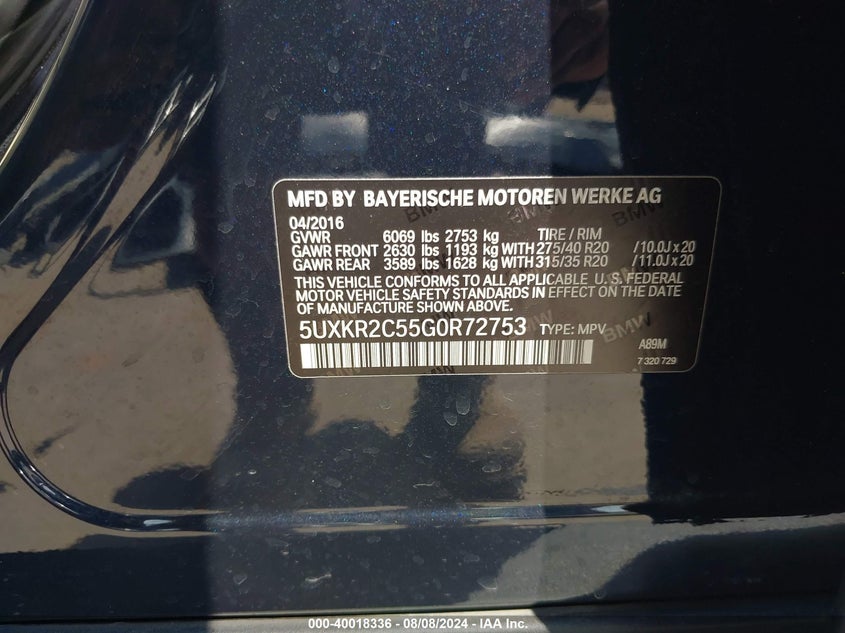 MFD BY BAYERISCHE MOTOREN WERKE AG
04/2016
GVWR 6069 lbs 2753 kg TIRE / RIM
GAWR FRONT 2630 lbs 1193 kg WITH 275/40 R20 / 10.0J x 20
GAWR REAR 3589 lbs 1628 kg WITH 315/35 R20 / 11.0J x 20
THIS VEHICLE CONFORMS TO ALL APPLICABLE U.S. FEDERAL
MOTOR VEHICLE SAFETY STANDARDS IN EFFECT ON THE DATE
OF MANUFACTURE SHOWN ABOVE.
5UXKR2C55G0R72753 TYPE: MPV
A89M
7 320 729
000-40018336 - 08/08/2024 - IAA Inc.